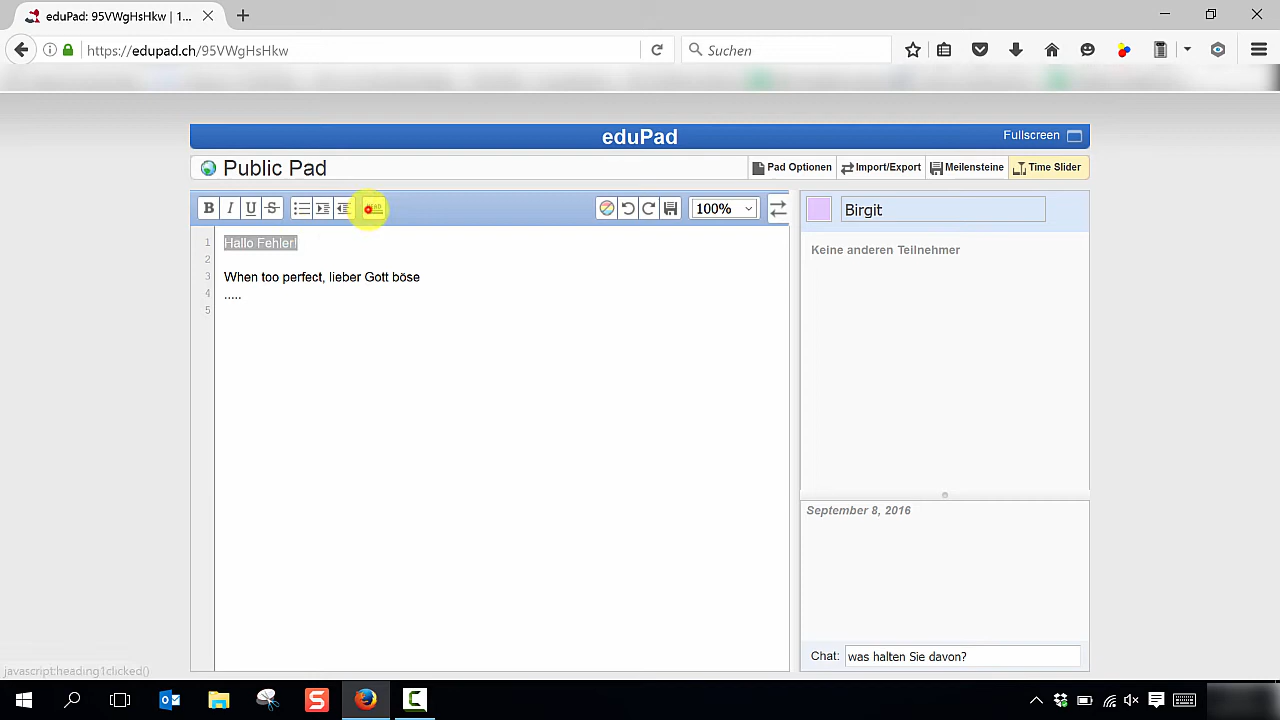 eduPad: 95VWgHsHkw | 1...
https://edupad.ch/95VWgHsHkw
Suchen
eduPad
Fullscreen
Public Pad
Pad Optionen
Import/Export
Meilensteine
Time Slider
B I U S
100%
Birgit
1 Hallo Fehler!
2
3 When too perfect, lieber Gott böse
4 .....
5
Keine anderen Teilnehmer
September 8, 2016
Chat: was halten Sie davon?
javascript:heading1clicked()